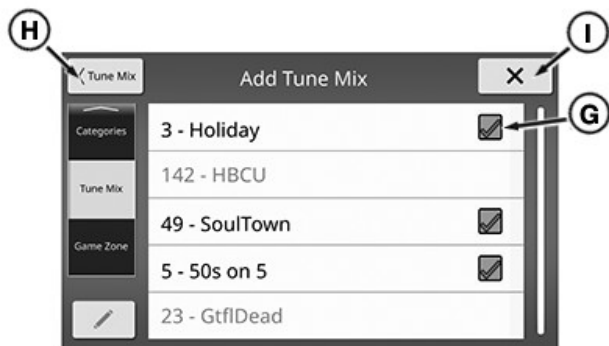 H
I
Tune Mix
Add Tune Mix
G
Categories
3 - Holiday
142 - HBCU
Tune Mix
49 - SoulTown
Game Zone
5 - 50s on 5
23 - GtflDead